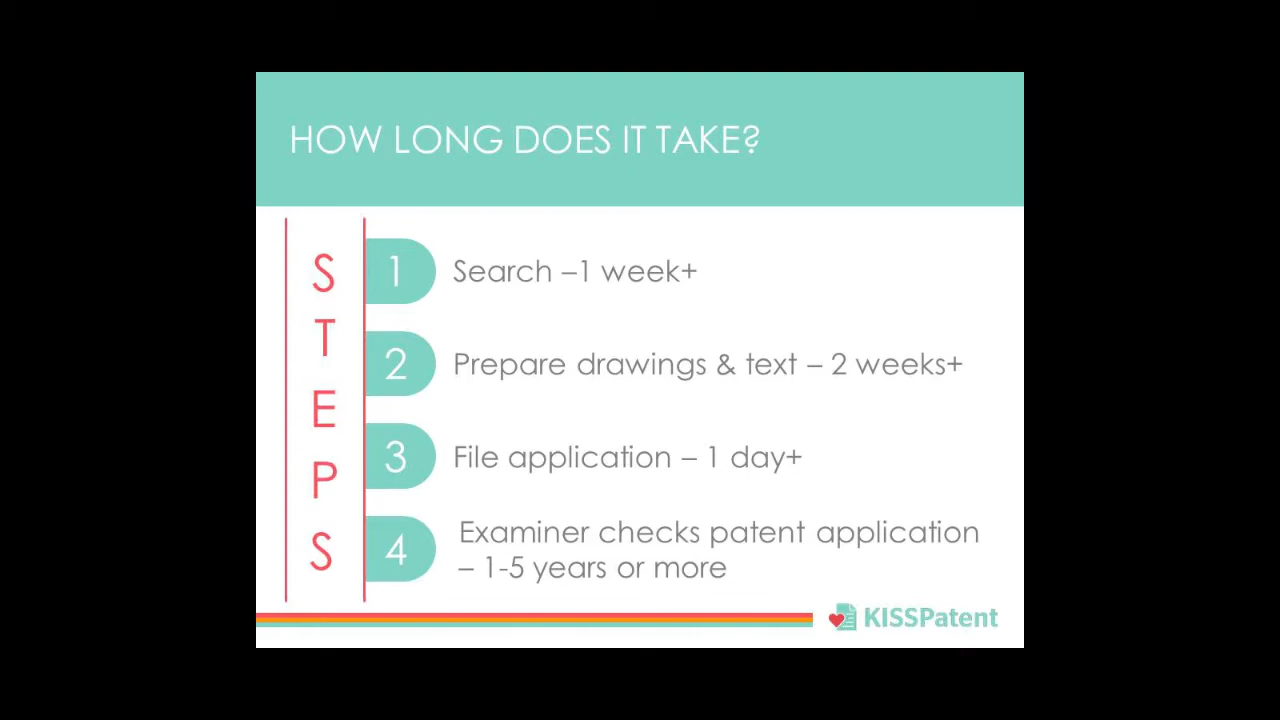 HOW LONG DOES IT TAKE?
STEPS
1 Search –1 week+
2 Prepare drawings & text – 2 weeks+
3 File application – 1 day+
4 Examiner checks patent application
– 1-5 years or more
KISSPatent